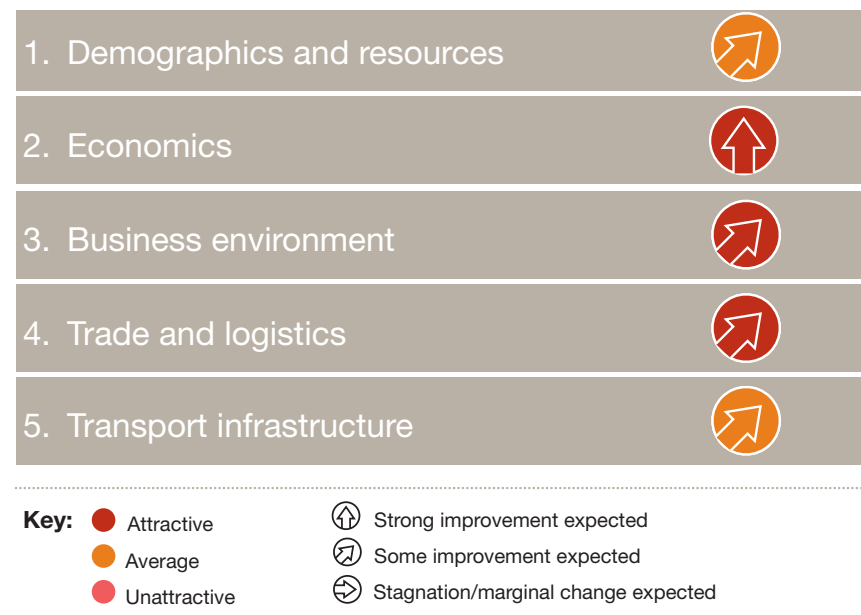 1. Demographics and resources
2. Economics
3. Business environment
4. Trade and logistics
5. Transport infrastructure
Key: Attractive Strong improvement expected
Average Some improvement expected
Unattractive Stagnation/marginal change expected